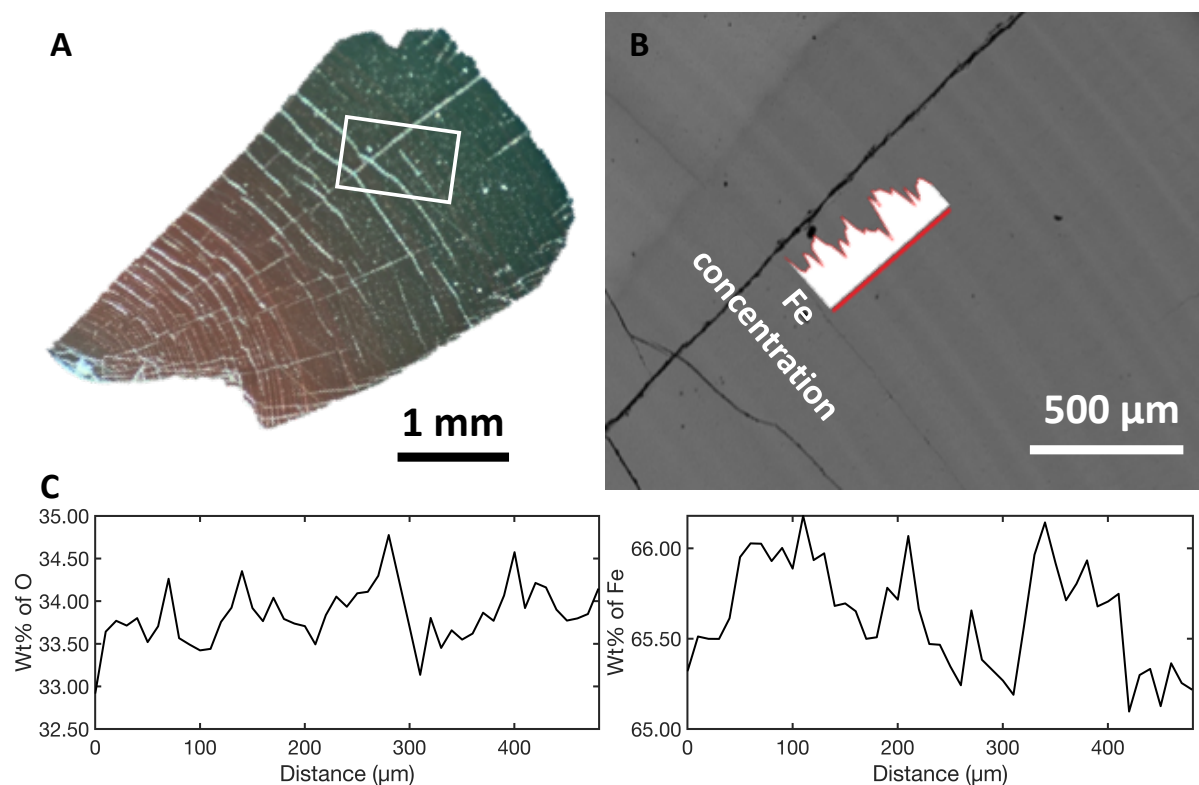 A
1 mm
B
Fe
concentration
500 µm
C
35.00
34.50
34.00
33.50
33.00
32.50
Wt% of O
0
100
200
300
400
Distance (µm)
66.00
65.50
65.00
Wt% of Fe
0
100
200
300
400
Distance (µm)